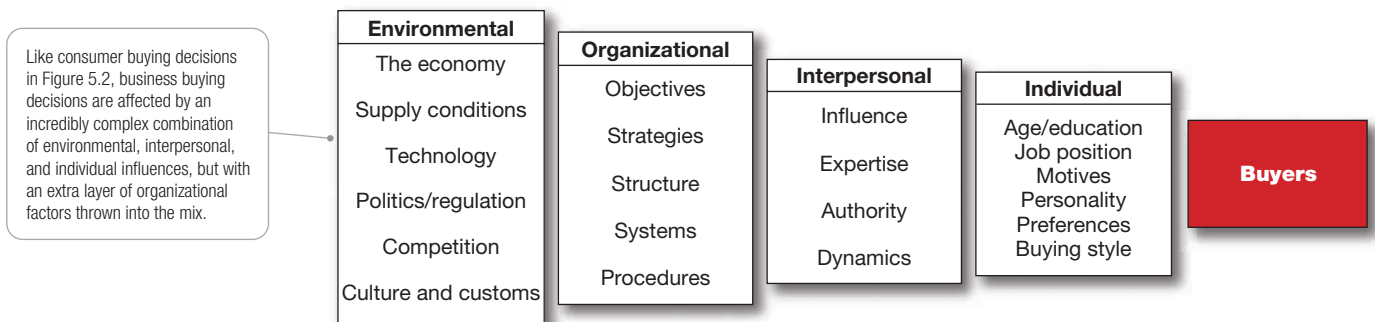 Like consumer buying decisions
in Figure 5.2, business buying
decisions are affected by an
incredibly complex combination
of environmental, interpersonal,
and individual influences, but with
an extra layer of organizational
factors thrown into the mix.
Environmental
The economy
Supply conditions
Technology
Politics/regulation
Competition
Culture and customs
Organizational
Objectives
Strategies
Structure
Systems
Procedures
Interpersonal
Influence
Expertise
Authority
Dynamics
Individual
Age/education
Job position
Motives
Personality
Preferences
Buying style
Buyers